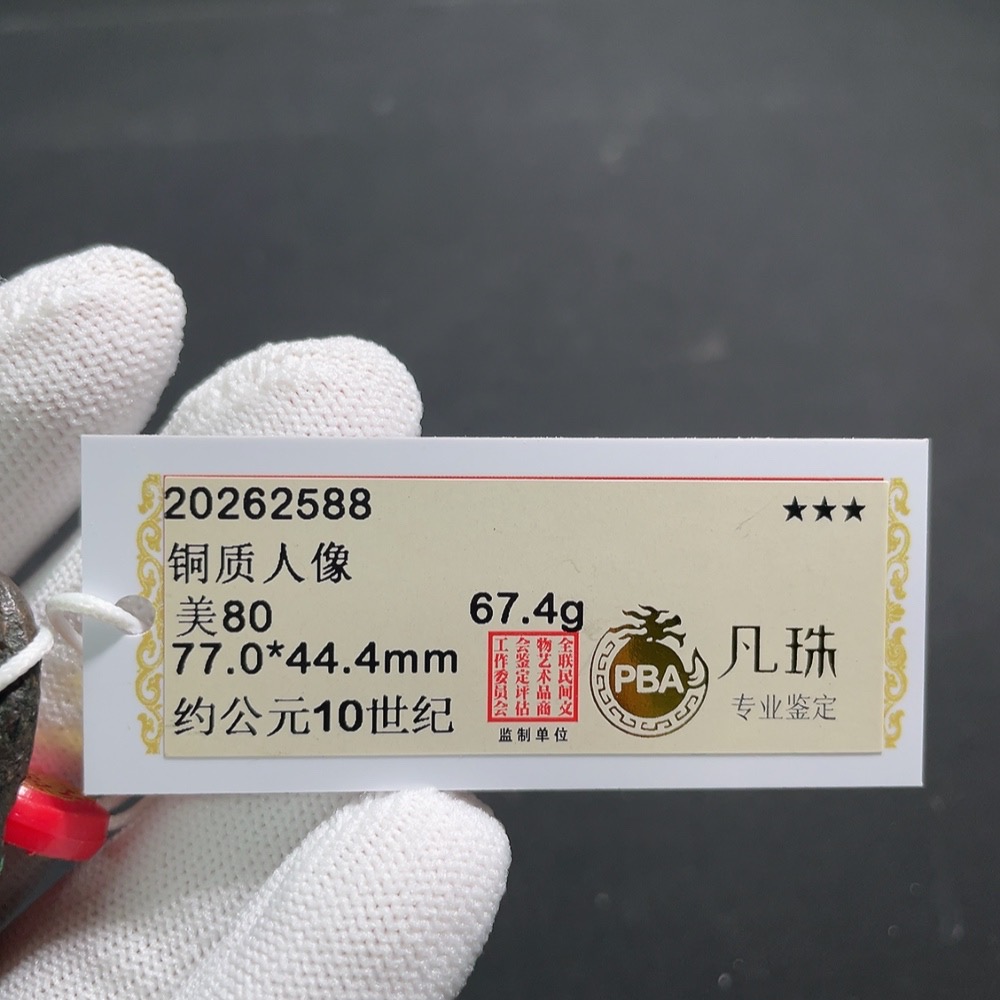 20262588
★★★
铜质人像
美80
67.4g
77.0*44.4mm
约公元10世纪
全联民间文
物艺术品商
会鉴定评估
工作委员会
监制单位
PBA
凡珠
专业鉴定